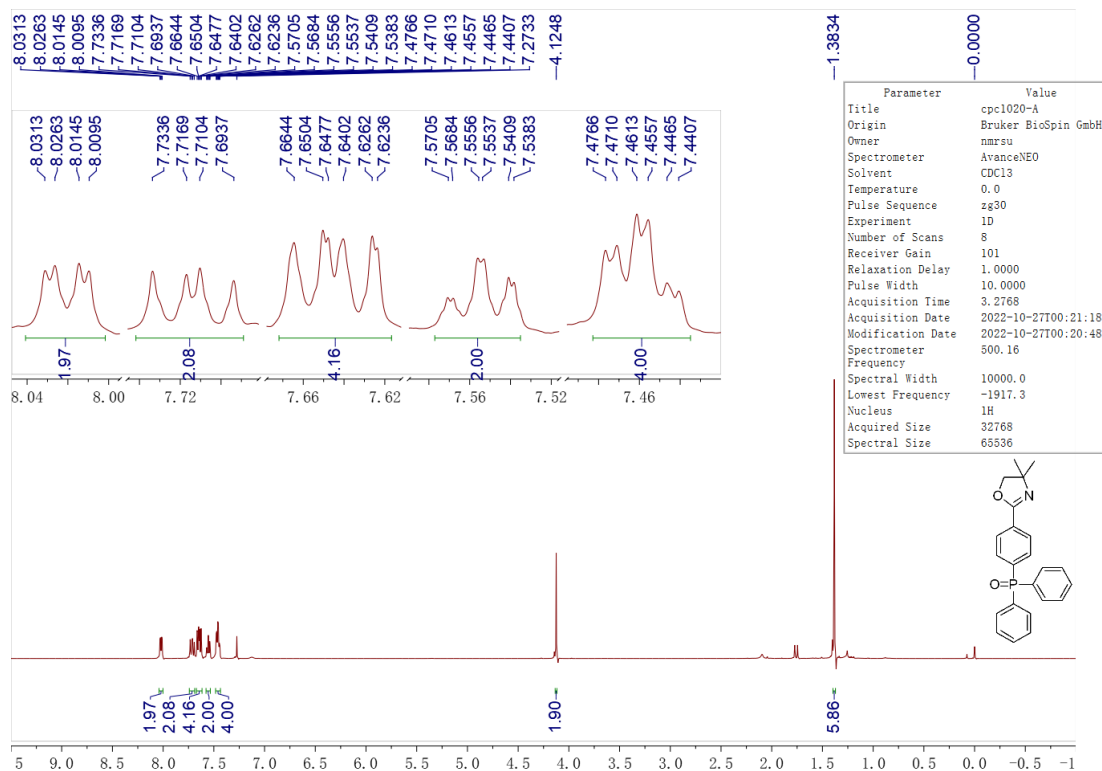 8.0313
8.0263
8.0145
8.0095
7.7336
7.7169
7.7104
7.6937
7.6644
7.6504
7.6477
7.6402
7.6262
7.6236
7.5705
7.5684
7.5556
7.5537
7.5409
7.5383
7.4766
7.4710
7.4613
7.4557
7.4465
7.4407
7.2733
4.1248
1.3834
0.0000
8.0313
8.0263
8.0145
8.0095
7.7336
7.7169
7.7104
7.6937
7.6644
7.6504
7.6477
7.6402
7.6262
7.6236
7.5705
7.5684
7.5556
7.5537
7.5409
7.5383
7.4766
7.4710
7.4613
7.4557
7.4465
7.4407
1.97
2.08
4.16
2.00
4.00
8.04 8.00 7.72 7.66 7.62 7.56 7.52 7.46
Parameter Value
Title cpc1020-A
Origin Bruker BioSpin GmbH
Owner nmrsu
Spectrometer AvanceNEO
Solvent CDCl3
Temperature 0.0
Pulse Sequence zg30
Experiment 1D
Number of Scans 8
Receiver Gain 101
Relaxation Delay 1.0000
Pulse Width 10.0000
Acquisition Time 3.2768
Acquisition Date 2022-10-27T00:21:18
Modification Date 2022-10-27T00:20:48
Spectrometer 500.16
Frequency
Spectral Width 10000.0
Lowest Frequency -1917.3
Nucleus 1H
Acquired Size 32768
Spectral Size 65536
O N
O=P
1.97
2.08
4.16
2.00
4.00
1.90
5.86
5 9.0 8.5 8.0 7.5 7.0 6.5 6.0 5.5 5.0 4.5 4.0 3.5 3.0 2.5 2.0 1.5 1.0 0.5 0.0 -0.5 -1